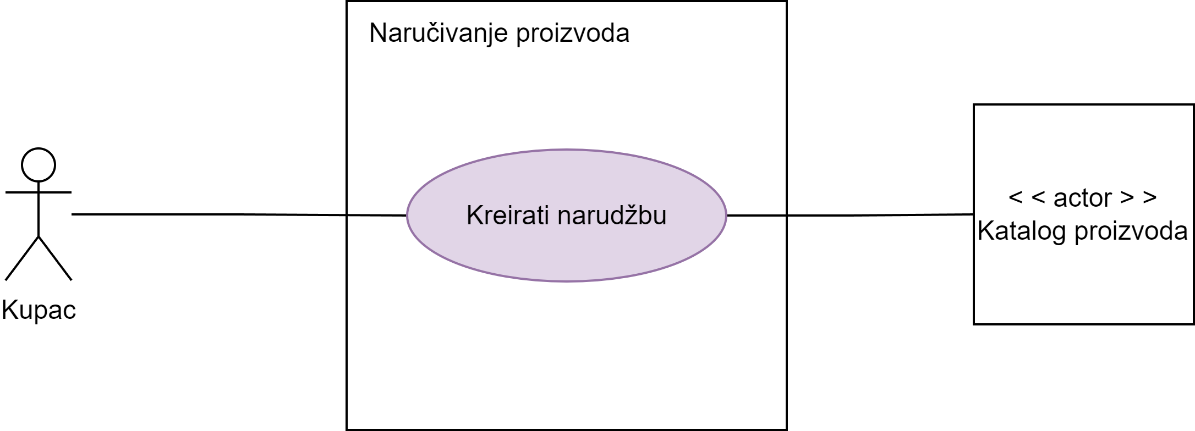 Naručivanje proizvoda
Kreirati narudžbu
< < actor > >
Katalog proizvoda
Kupac